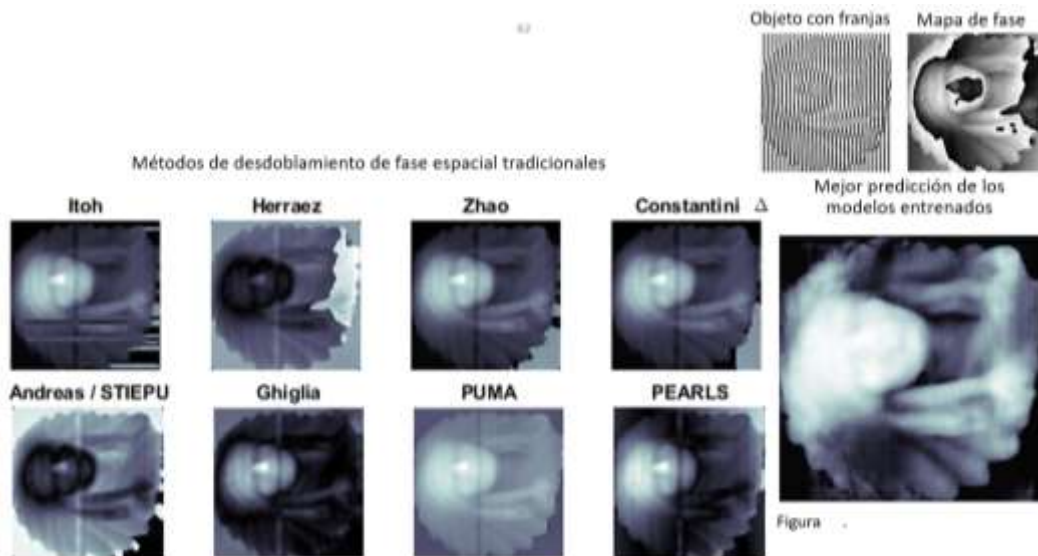 Objeto con franjas
Mapa de fase
Métodos de desdoblamiento de fase espacial tradicionales
Mejor predicción de los
modelos entrenados
Itoh
Herraez
Zhao
Constantini Δ
Andreas / STIEPU
Ghiglia
PUMA
PEARLS
Figura .